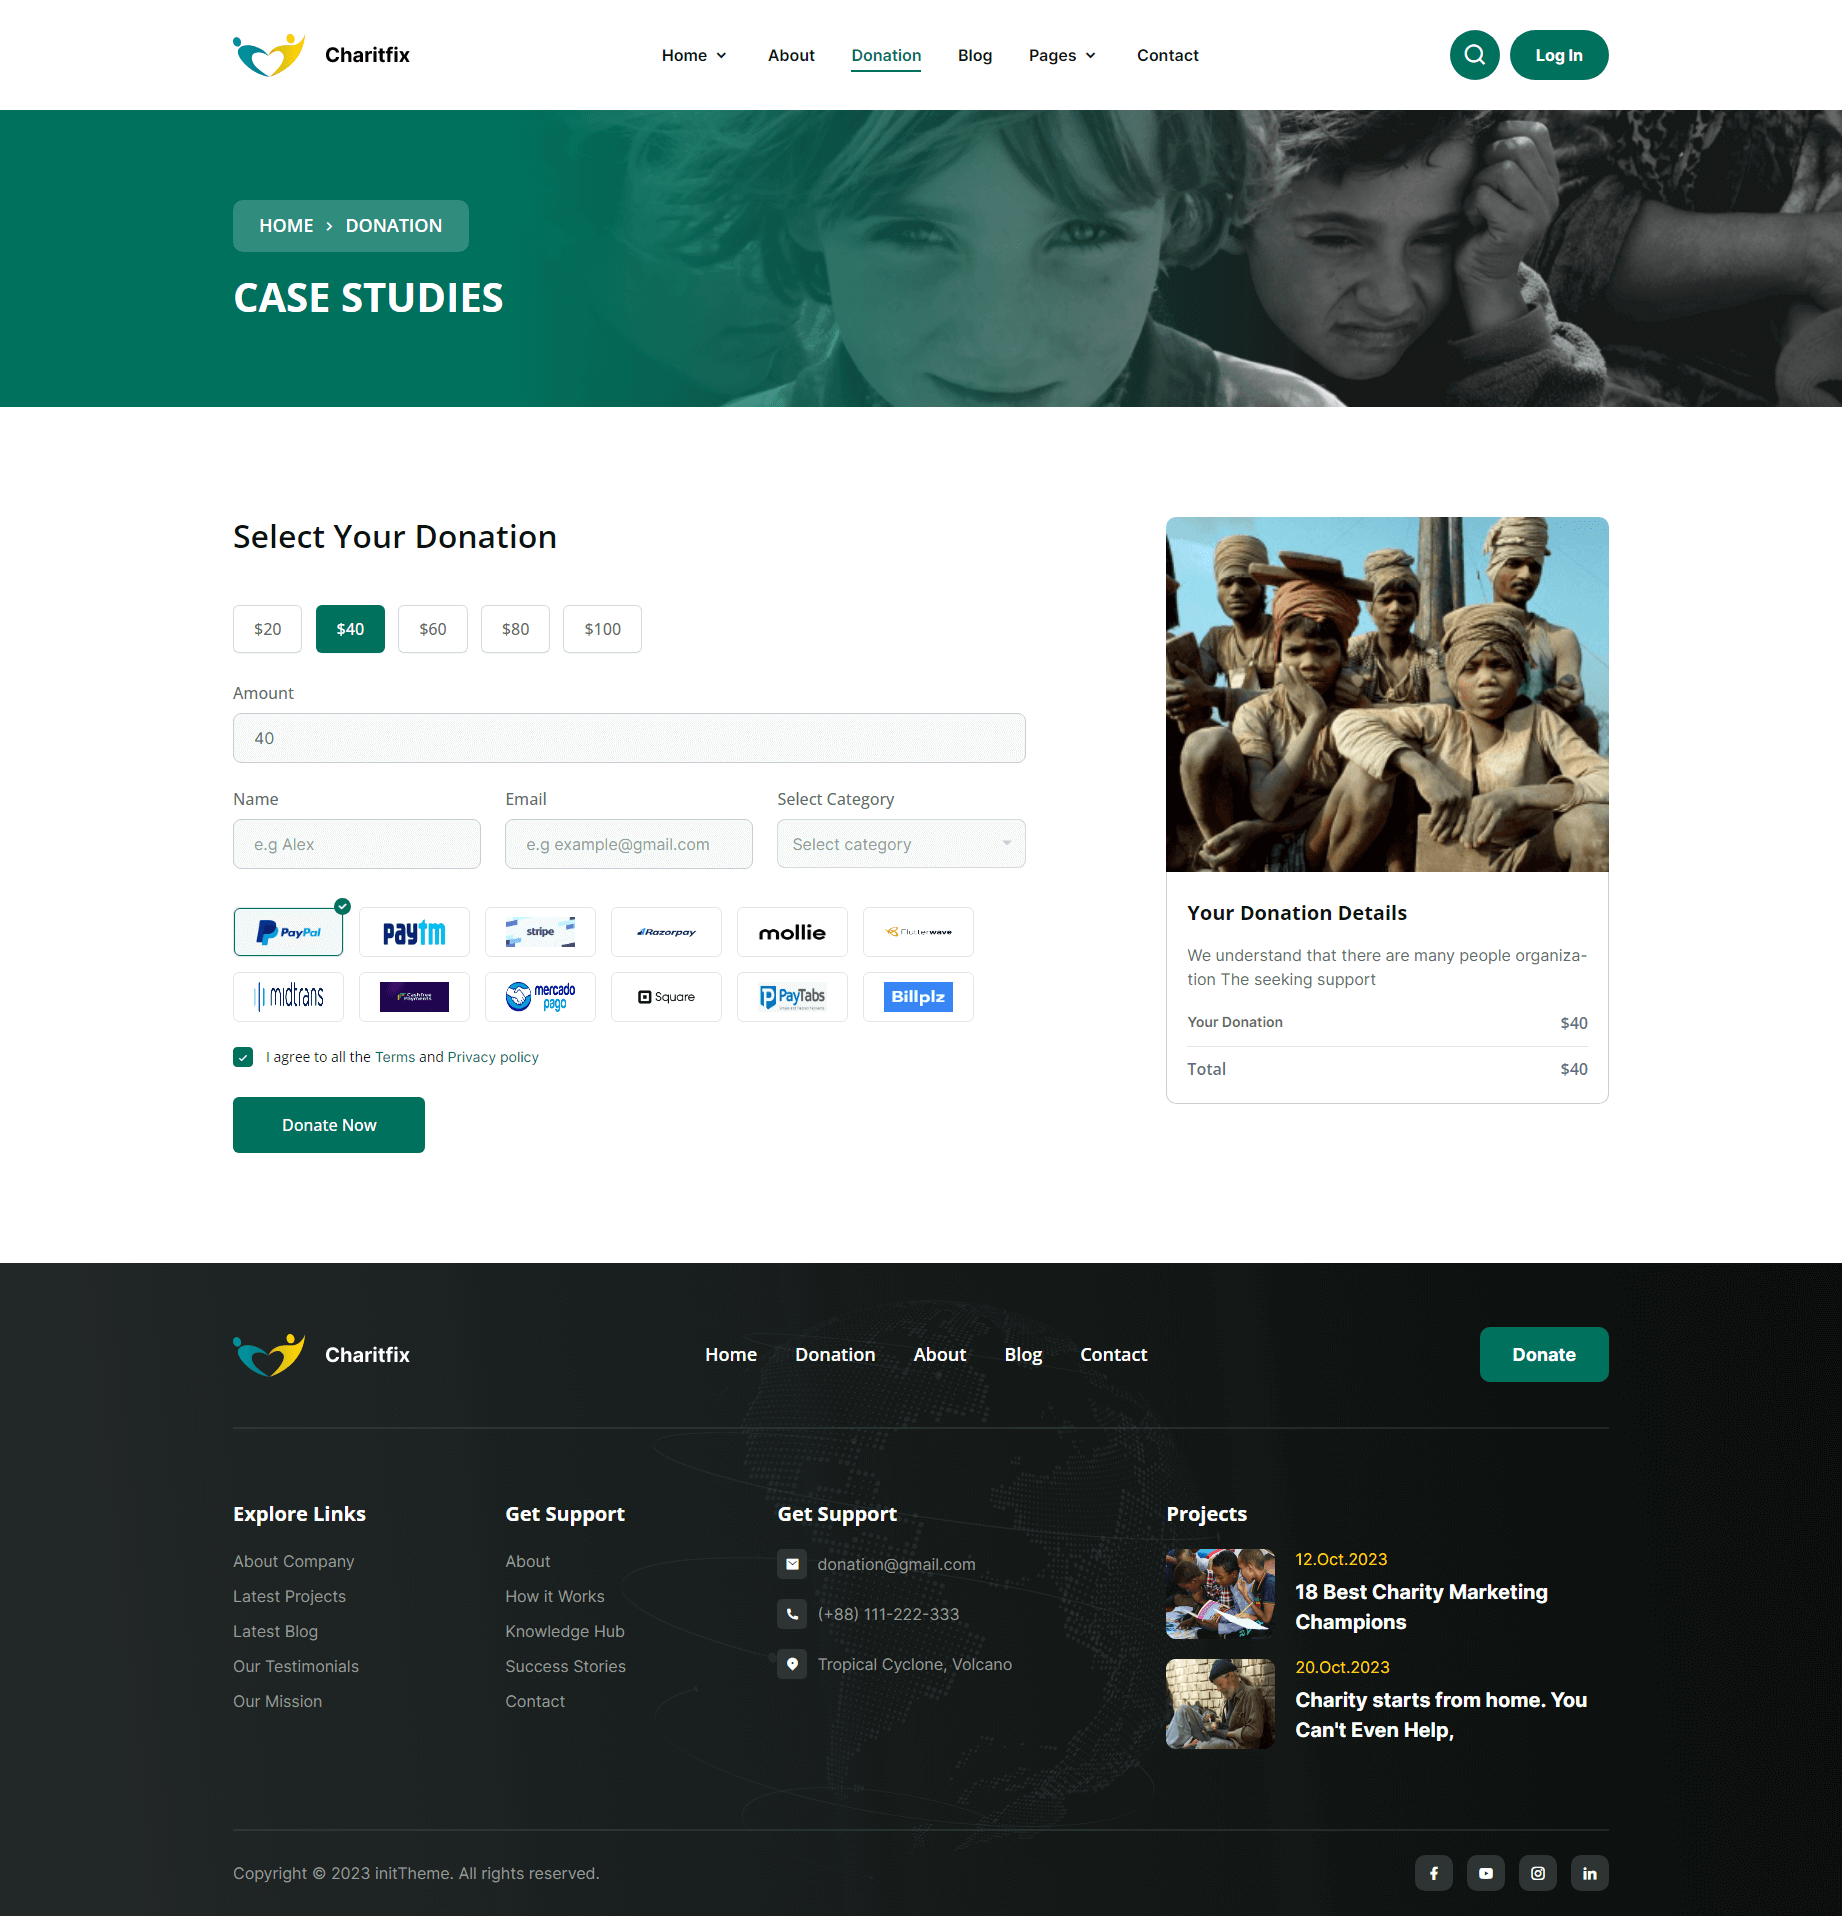 Charitfix
Home About Donation Blog Pages Contact
Log In
HOME > DONATION
CASE STUDIES
Select Your Donation
$20 $40 $60 $80 $100
Amount
40
Name Email Select Category
e.g Alex e.g example@gmail.com Select category
PayPal paytm stripe Razorpay mollie Flutterwave
midtrans Cashfree Payments mercado pago Square PayTabs Billplz
I agree to all the Terms and Privacy policy
Donate Now
Your Donation Details
We understand that there are many people organiza-
tion The seeking support
Your Donation $40
Total $40
Charitfix
Home Donation About Blog Contact
Donate
Explore Links
About Company
Latest Projects
Latest Blog
Our Testimonials
Our Mission
Get Support
About
How it Works
Knowledge Hub
Success Stories
Contact
Get Support
donation@gmail.com
(+88) 111-222-333
Tropical Cyclone, Volcano
Projects
12.Oct.2023
18 Best Charity Marketing
Champions
20.Oct.2023
Charity starts from home. You
Can't Even Help,
Copyright © 2023 initTheme. All rights reserved.